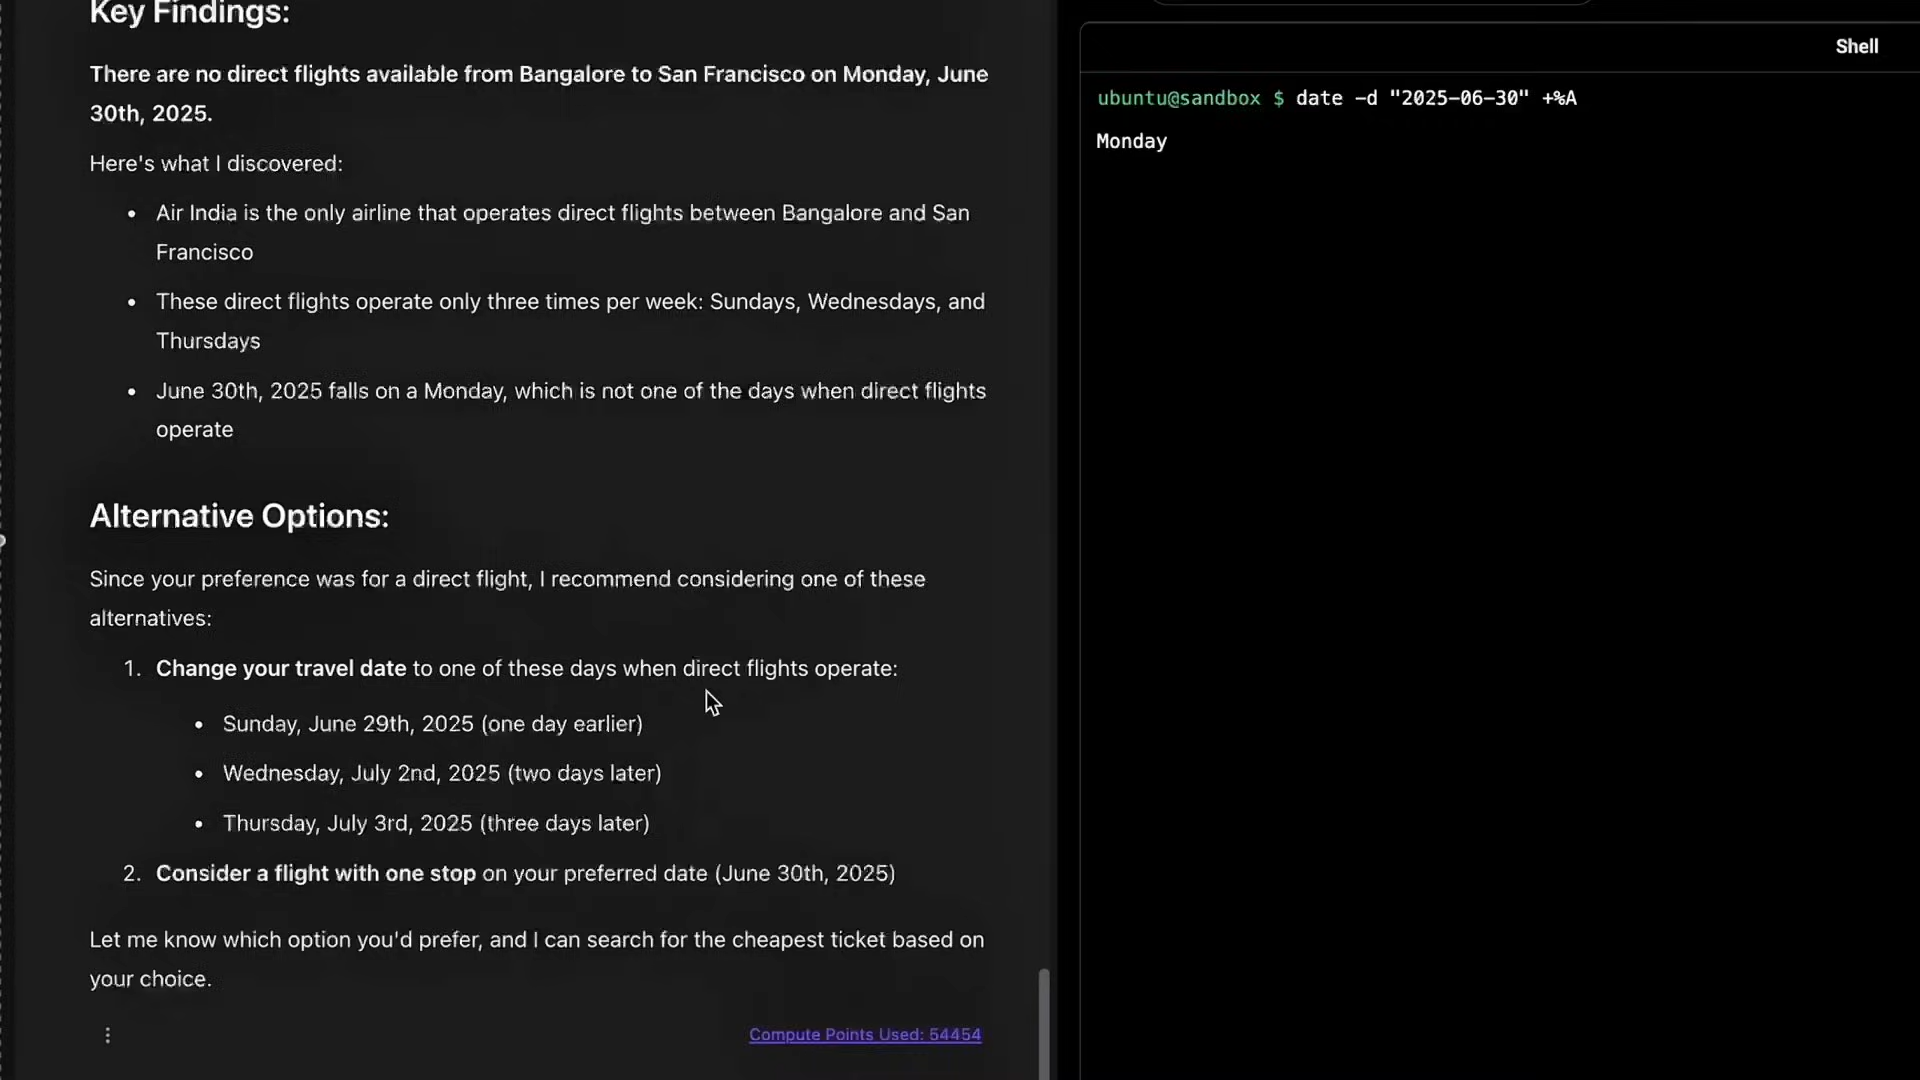 Key Findings:
There are no direct flights available from Bangalore to San Francisco on Monday, June
30th, 2025.
Here's what I discovered:
• Air India is the only airline that operates direct flights between Bangalore and San
Francisco
• These direct flights operate only three times per week: Sundays, Wednesdays, and
Thursdays
• June 30th, 2025 falls on a Monday, which is not one of the days when direct flights
operate
Alternative Options:
Since your preference was for a direct flight, I recommend considering one of these
alternatives:
1. Change your travel date to one of these days when direct flights operate:
• Sunday, June 29th, 2025 (one day earlier)
• Wednesday, July 2nd, 2025 (two days later)
• Thursday, July 3rd, 2025 (three days later)
2. Consider a flight with one stop on your preferred date (June 30th, 2025)
Let me know which option you'd prefer, and I can search for the cheapest ticket based on
your choice.
Compute Points Used: 54454
Shell
ubuntu@sandbox $ date -d "2025-06-30" +%A
Monday